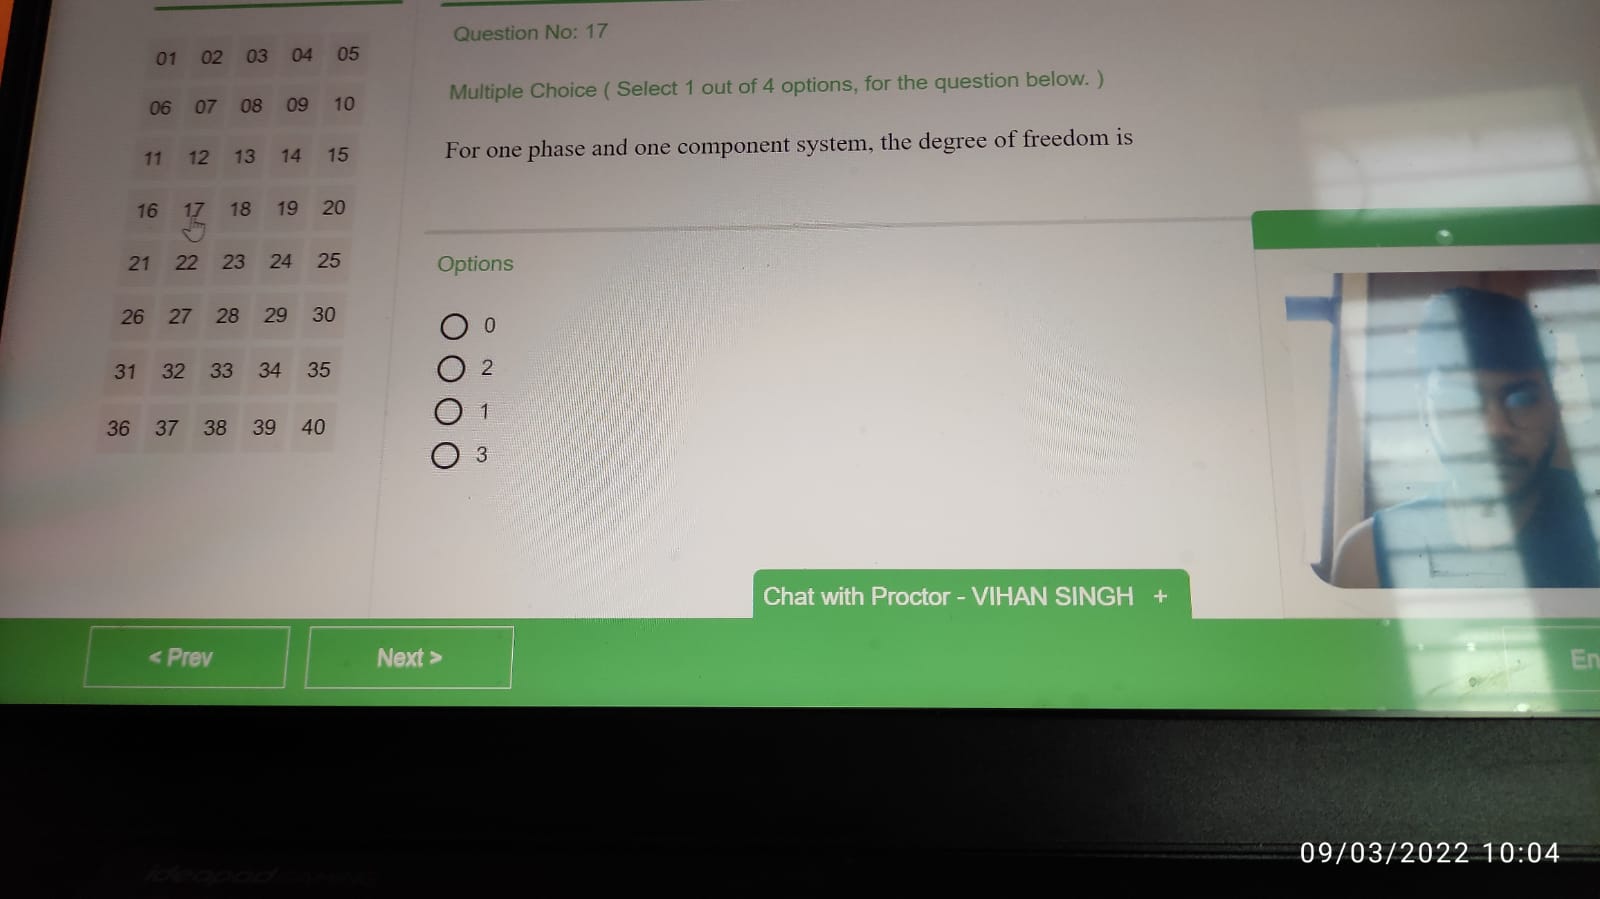 Question No: 17
Multiple Choice ( Select 1 out of 4 options, for the question below. )
For one phase and one component system, the degree of freedom is
01 02 03 04 05
06 07 08 09 10
11 12 13 14 15
16 17 18 19 20
21 22 23 24 25
26 27 28 29 30
31 32 33 34 35
36 37 38 39 40
Options
0
2
1
3
Chat with Proctor - VIHAN SINGH +
< Prev
Next >
En
ideapad
09/03/2022 10:04